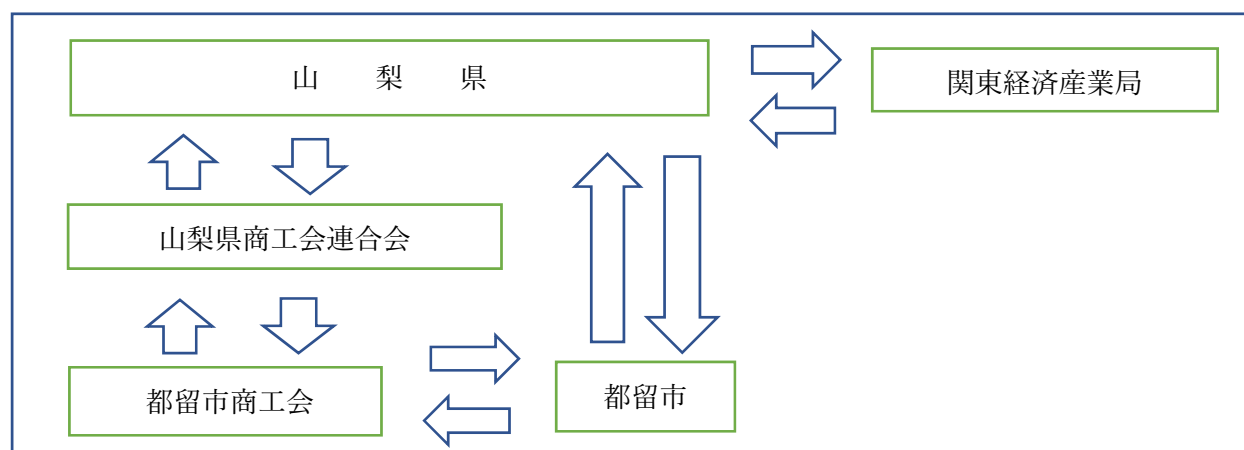 山梨県
関東経済産業局
山梨県商工会連合会
都留市商工会
都留市